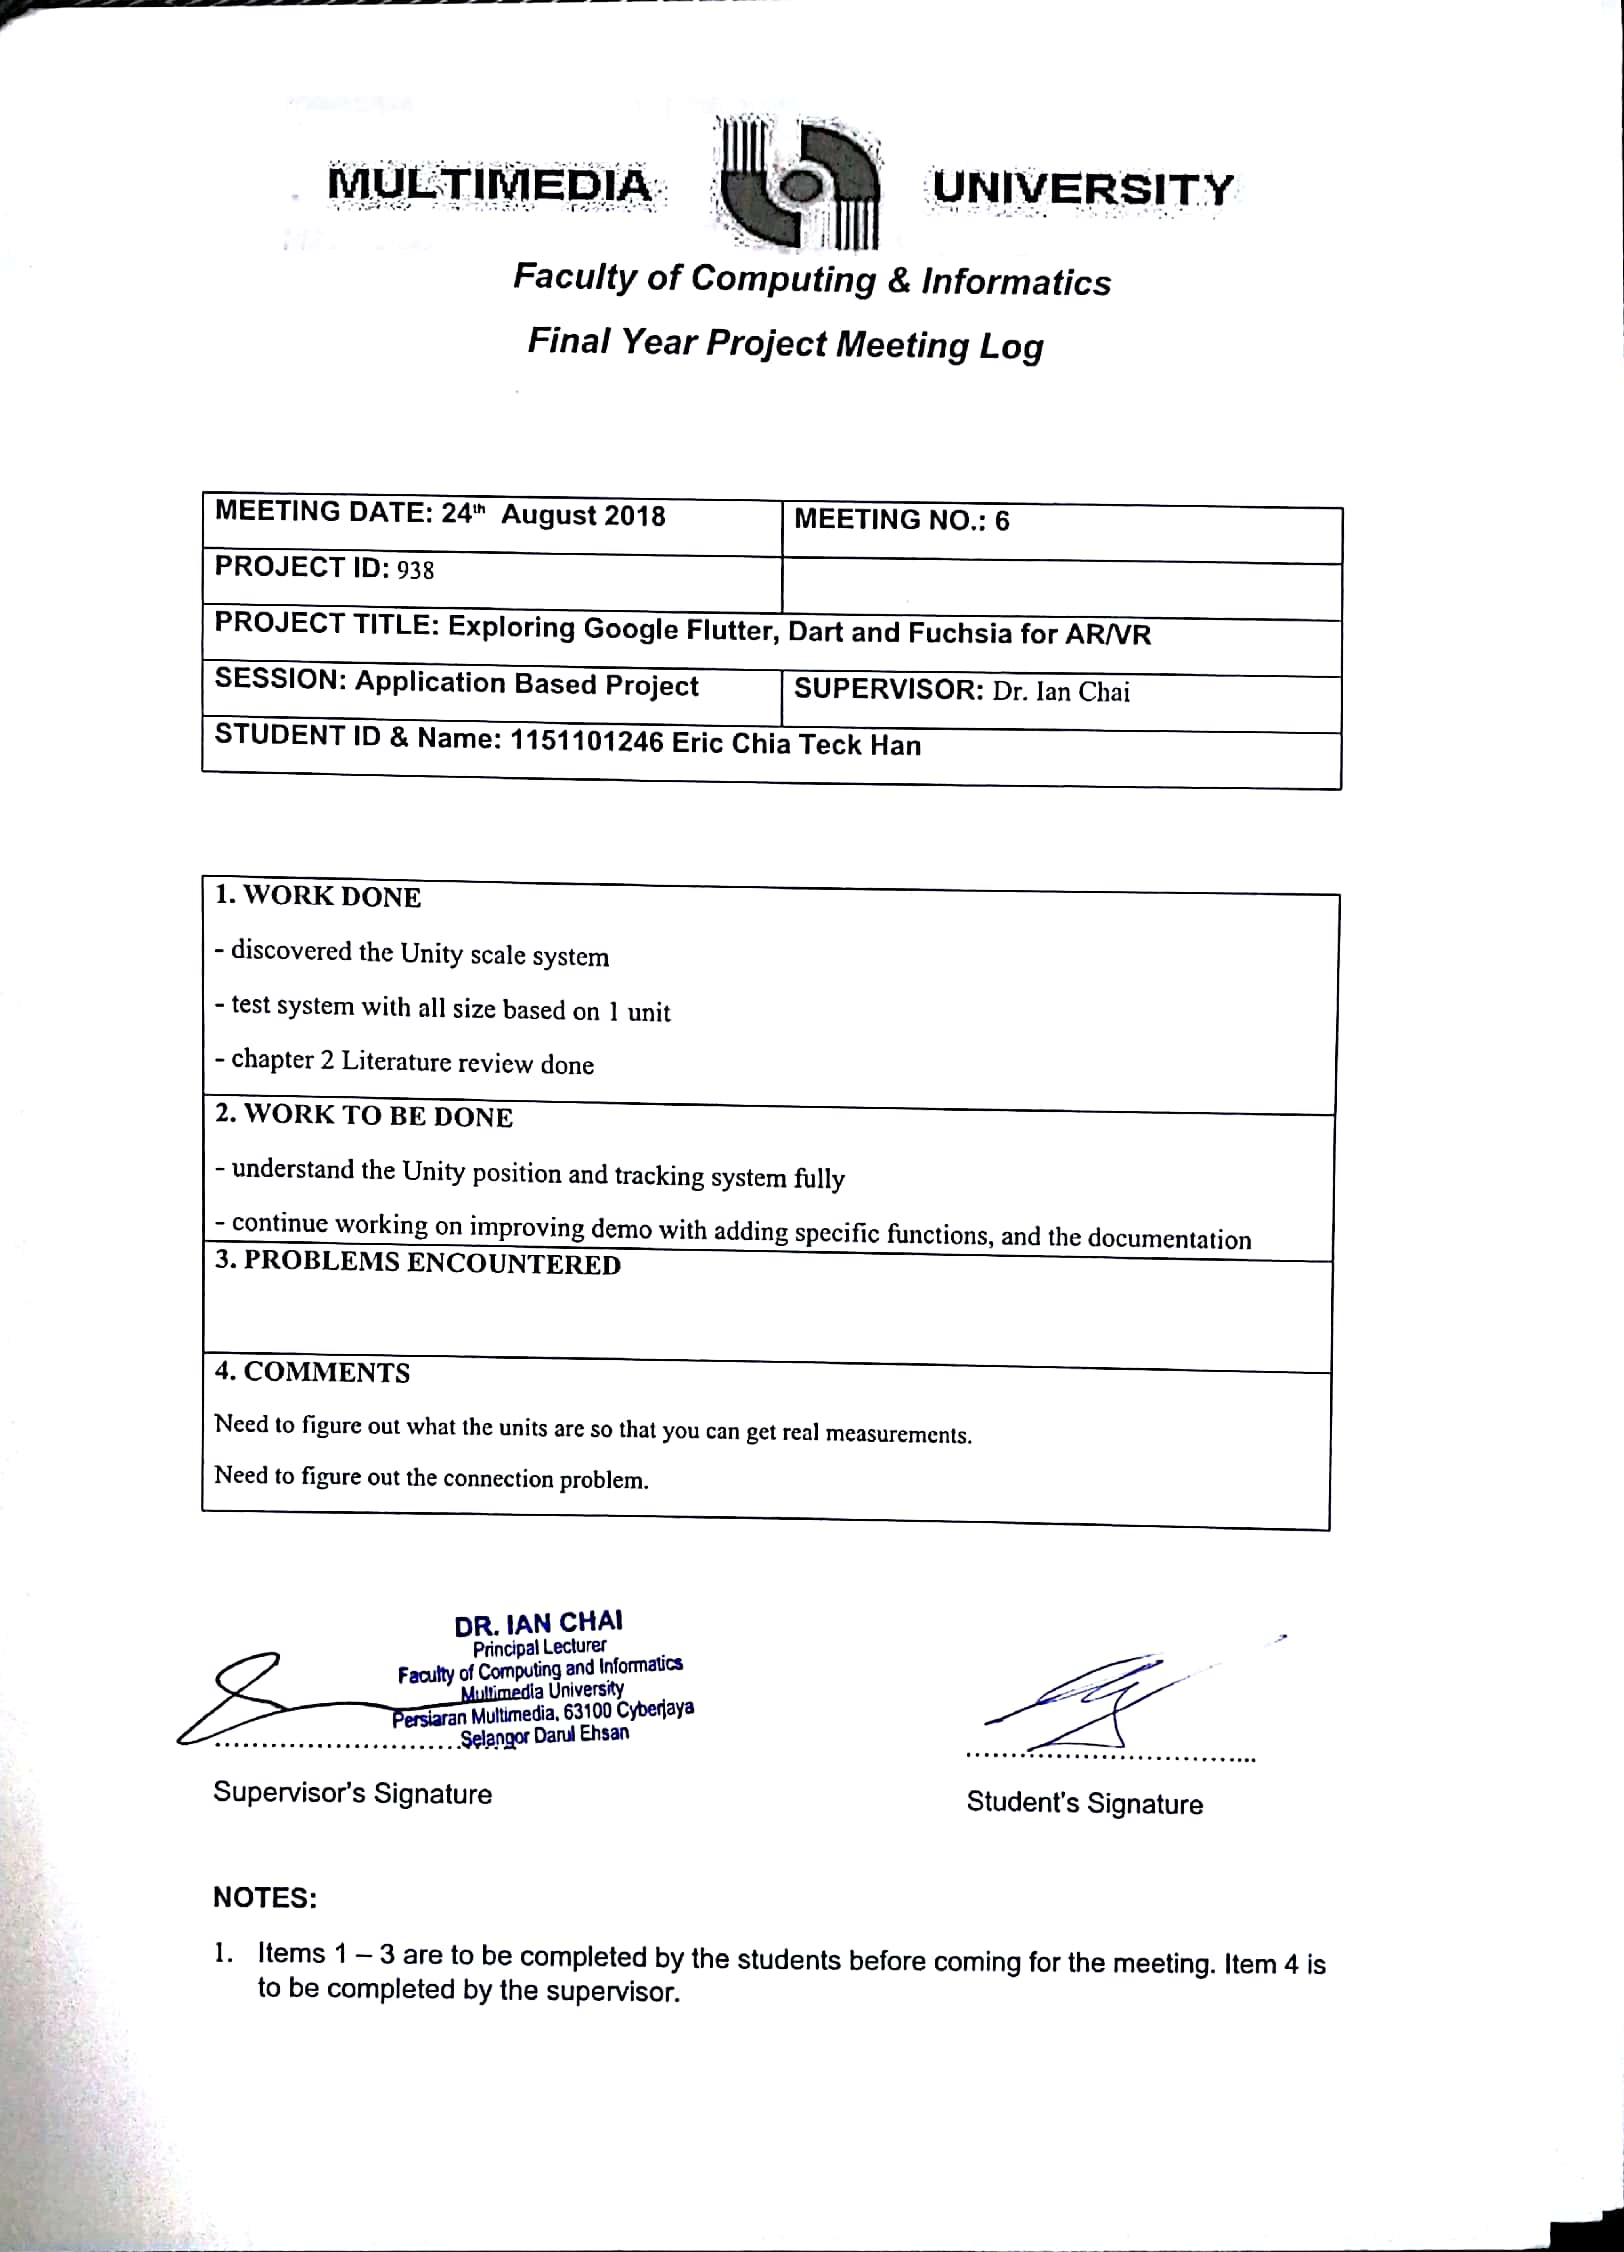 MULTIMEDIA UNIVERSITY
Faculty of Computing & Informatics
Final Year Project Meeting Log
MEETING DATE: 24th August 2018
MEETING NO.: 6
PROJECT ID: 938
PROJECT TITLE: Exploring Google Flutter, Dart and Fuchsia for AR/VR
SESSION: Application Based Project
SUPERVISOR: Dr. Ian Chai
STUDENT ID & Name: 1151101246 Eric Chia Teck Han
1. WORK DONE
- discovered the Unity scale system
- test system with all size based on 1 unit
- chapter 2 Literature review done
2. WORK TO BE DONE
- understand the Unity position and tracking system fully
- continue working on improving demo with adding specific functions, and the documentation
3. PROBLEMS ENCOUNTERED
4. COMMENTS
Need to figure out what the units are so that you can get real measurements.
Need to figure out the connection problem.
DR. IAN CHAI
Principal Lecturer
Faculty of Computing and Informatics
Multimedia University
Persiaran Multimedia, 63100 Cyberjaya
Selangor Darul Ehsan
Supervisor's Signature
Student's Signature
NOTES:
1. Items 1 – 3 are to be completed by the students before coming for the meeting. Item 4 is
to be completed by the supervisor.